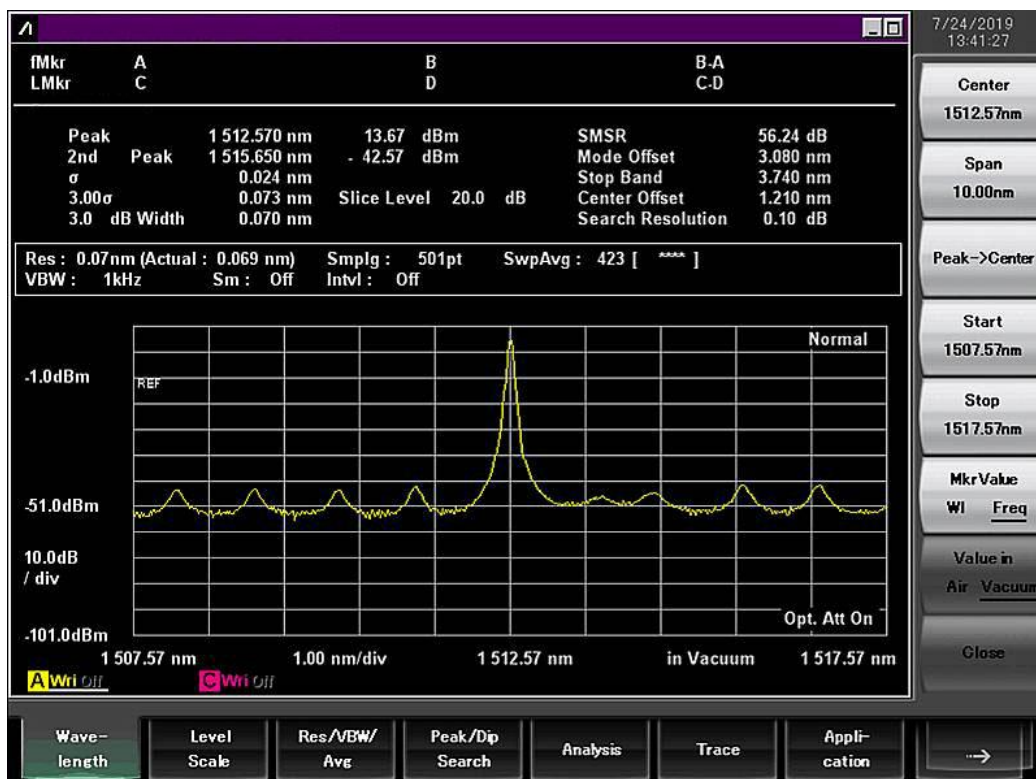 7/24/2019
13:41:27
fMkr A B B-A
LMkr C D C-D
Peak 1 512.570 nm 13.67 dBm SMSR 56.24 dB
2nd Peak 1 515.650 nm - 42.57 dBm Mode Offset 3.080 nm
σ 0.024 nm Stop Band 3.740 nm
3.00σ 0.073 nm Slice Level 20.0 dB Center Offset 1.210 nm
3.0 dB Width 0.070 nm Search Resolution 0.10 dB
Res : 0.07nm (Actual : 0.069 nm) Smplg : 501pt SwpAvg : 423 [ **** ]
VBW : 1kHz Sm : Off Intvl : Off
Normal
-1.0dBm
REF
-51.0dBm
10.0dB
/ div
Opt. Att On
-101.0dBm
1 507.57 nm 1.00 nm/div 1 512.57 nm in Vacuum 1 517.57 nm
A Wri Off C Wri Off
Center
1512.57nm
Span
10.00nm
Peak->Center
Start
1507.57nm
Stop
1517.57nm
Mkr Value
Wl Freq
Value in
Air Vacuum
Close
Wave-
length
Level
Scale
Res/VBW/
Avg
Peak/Dip
Search
Analysis
Trace
Appli-
cation